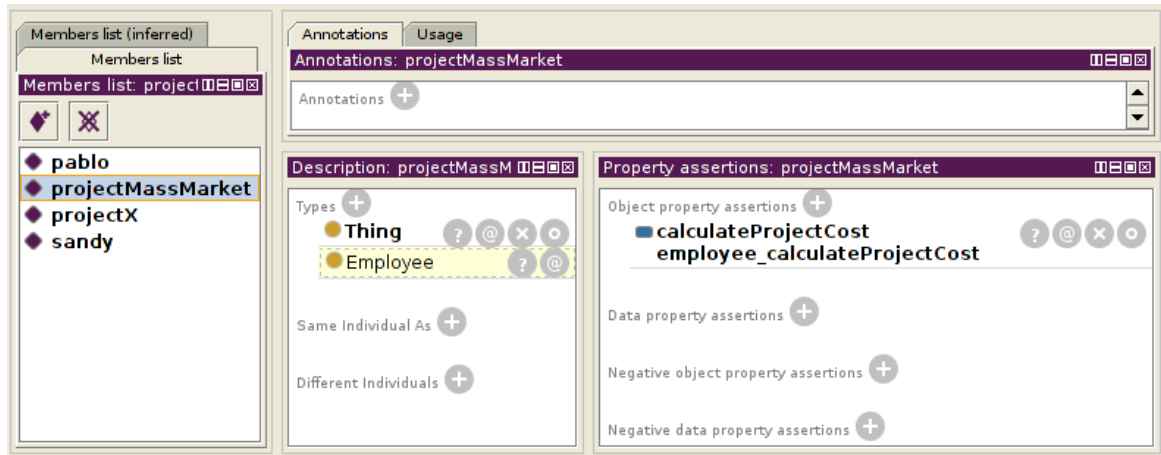 Members list (inferred)
Members list
Members list: project
pablo
projectMassMarket
projectX
sandy
Annotations Usage
Annotations: projectMassMarket
Annotations
Description: projectMassM
Types
Thing
Employee
Same Individual As
Different Individuals
Property assertions: projectMassMarket
Object property assertions
calculateProjectCost
employee_calculateProjectCost
Data property assertions
Negative object property assertions
Negative data property assertions